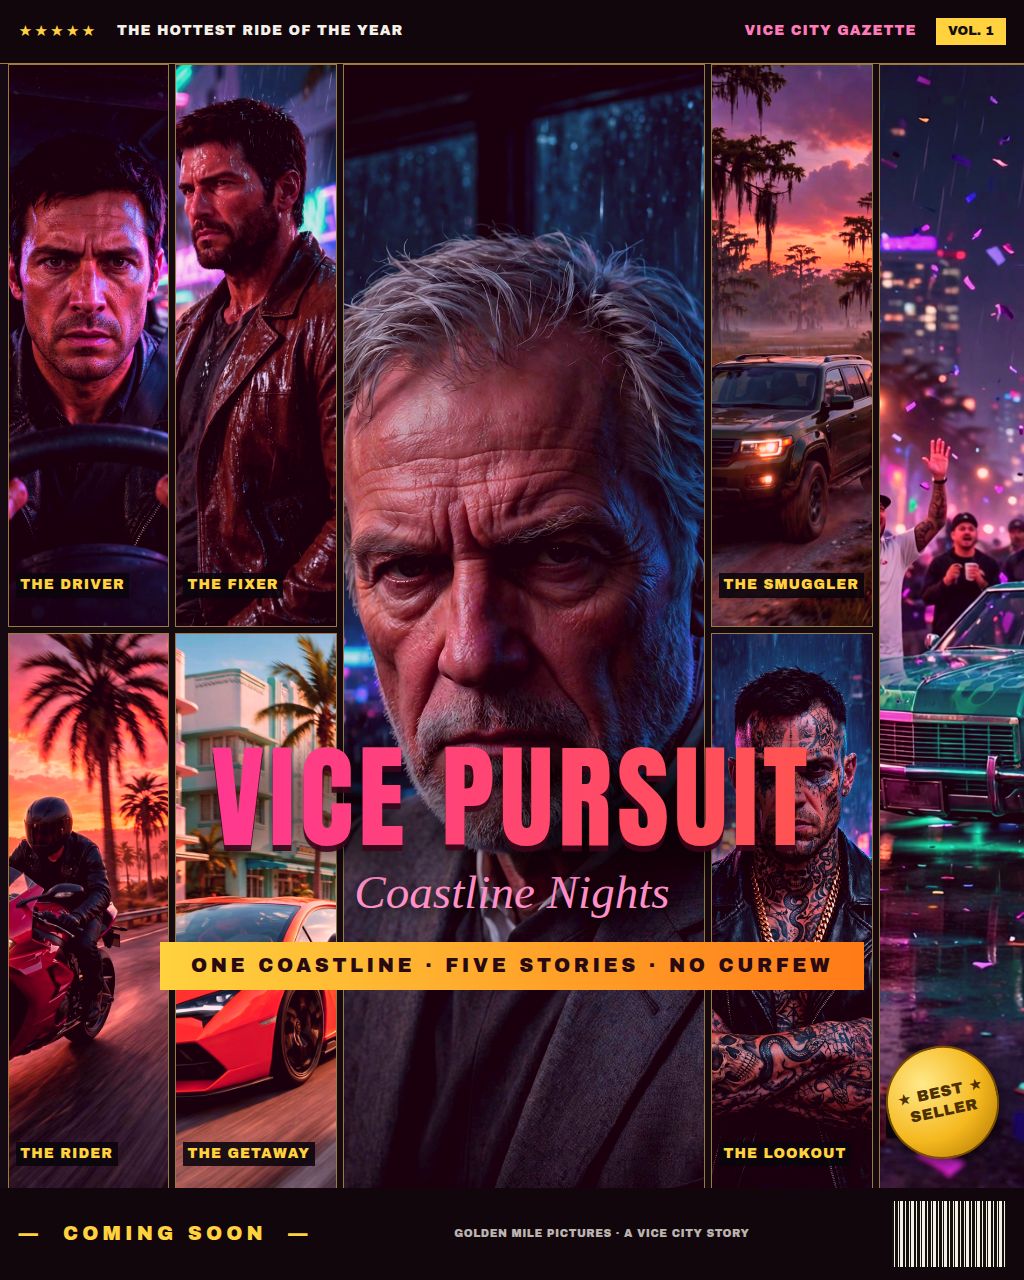 ★★★★★ THE HOTTEST RIDE OF THE YEAR
VICE CITY GAZETTE
VOL. 1
THE DRIVER
THE FIXER
THE SMUGGLER
VICE PURSUIT
Coastline Nights
ONE COASTLINE · FIVE STORIES · NO CURFEW
THE RIDER
THE GETAWAY
THE LOOKOUT
★ BEST ★
SELLER
— COMING SOON —
GOLDEN MILE PICTURES · A VICE CITY STORY